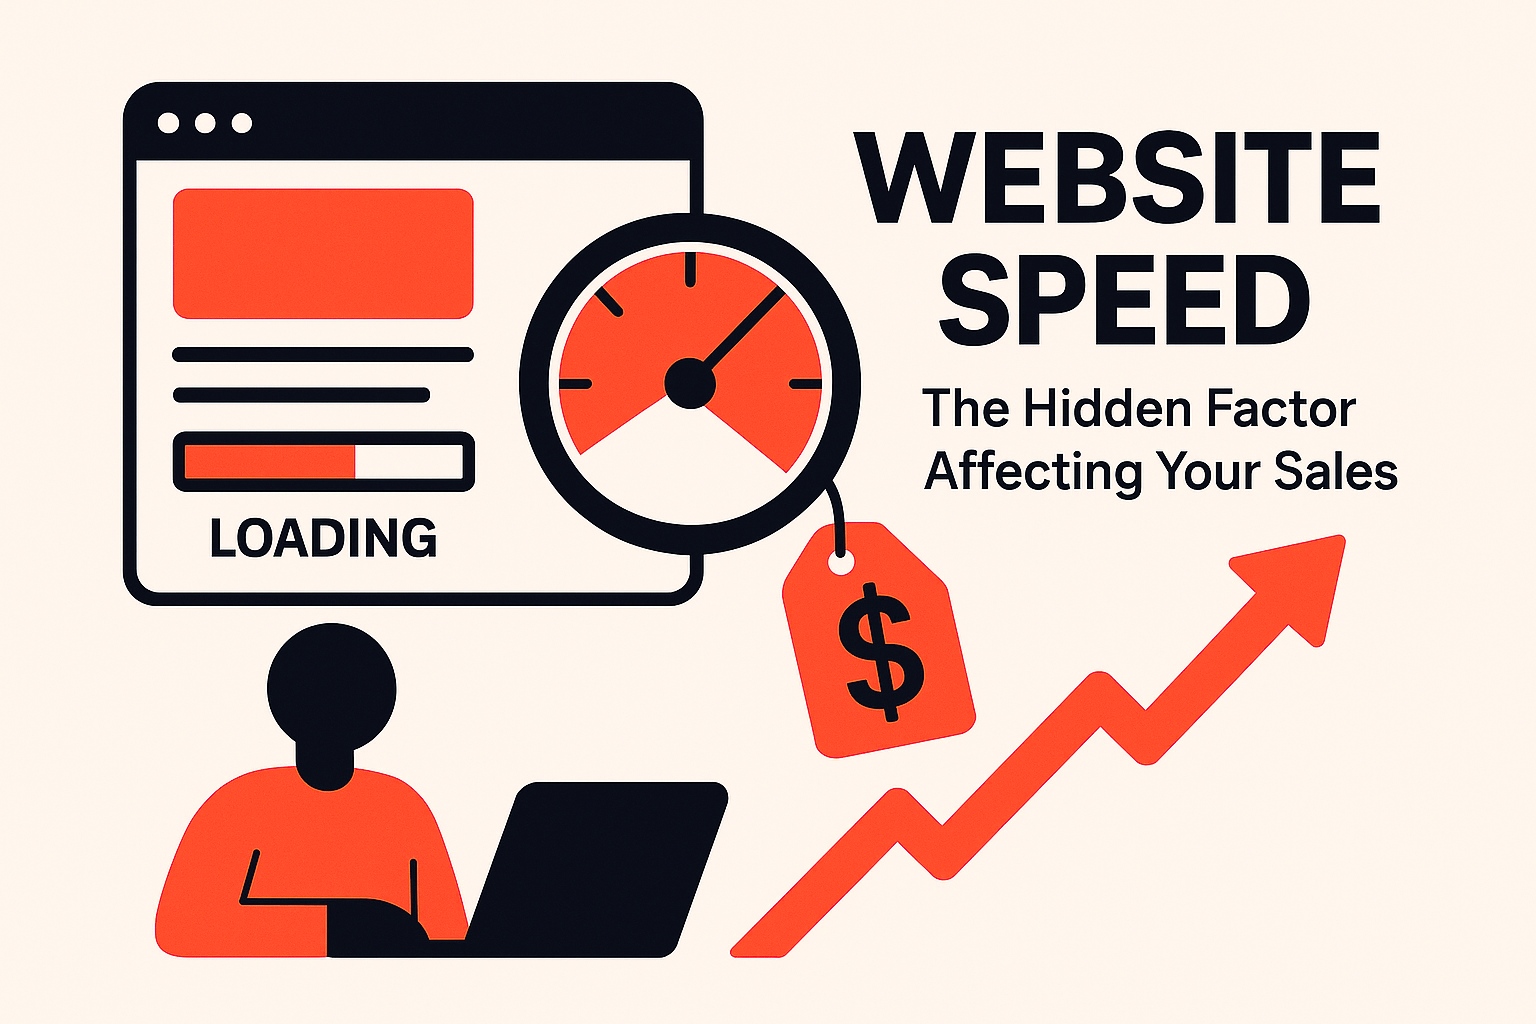 WEBSITE
SPEED
The Hidden Factor
Affecting Your Sales
LOADING
$